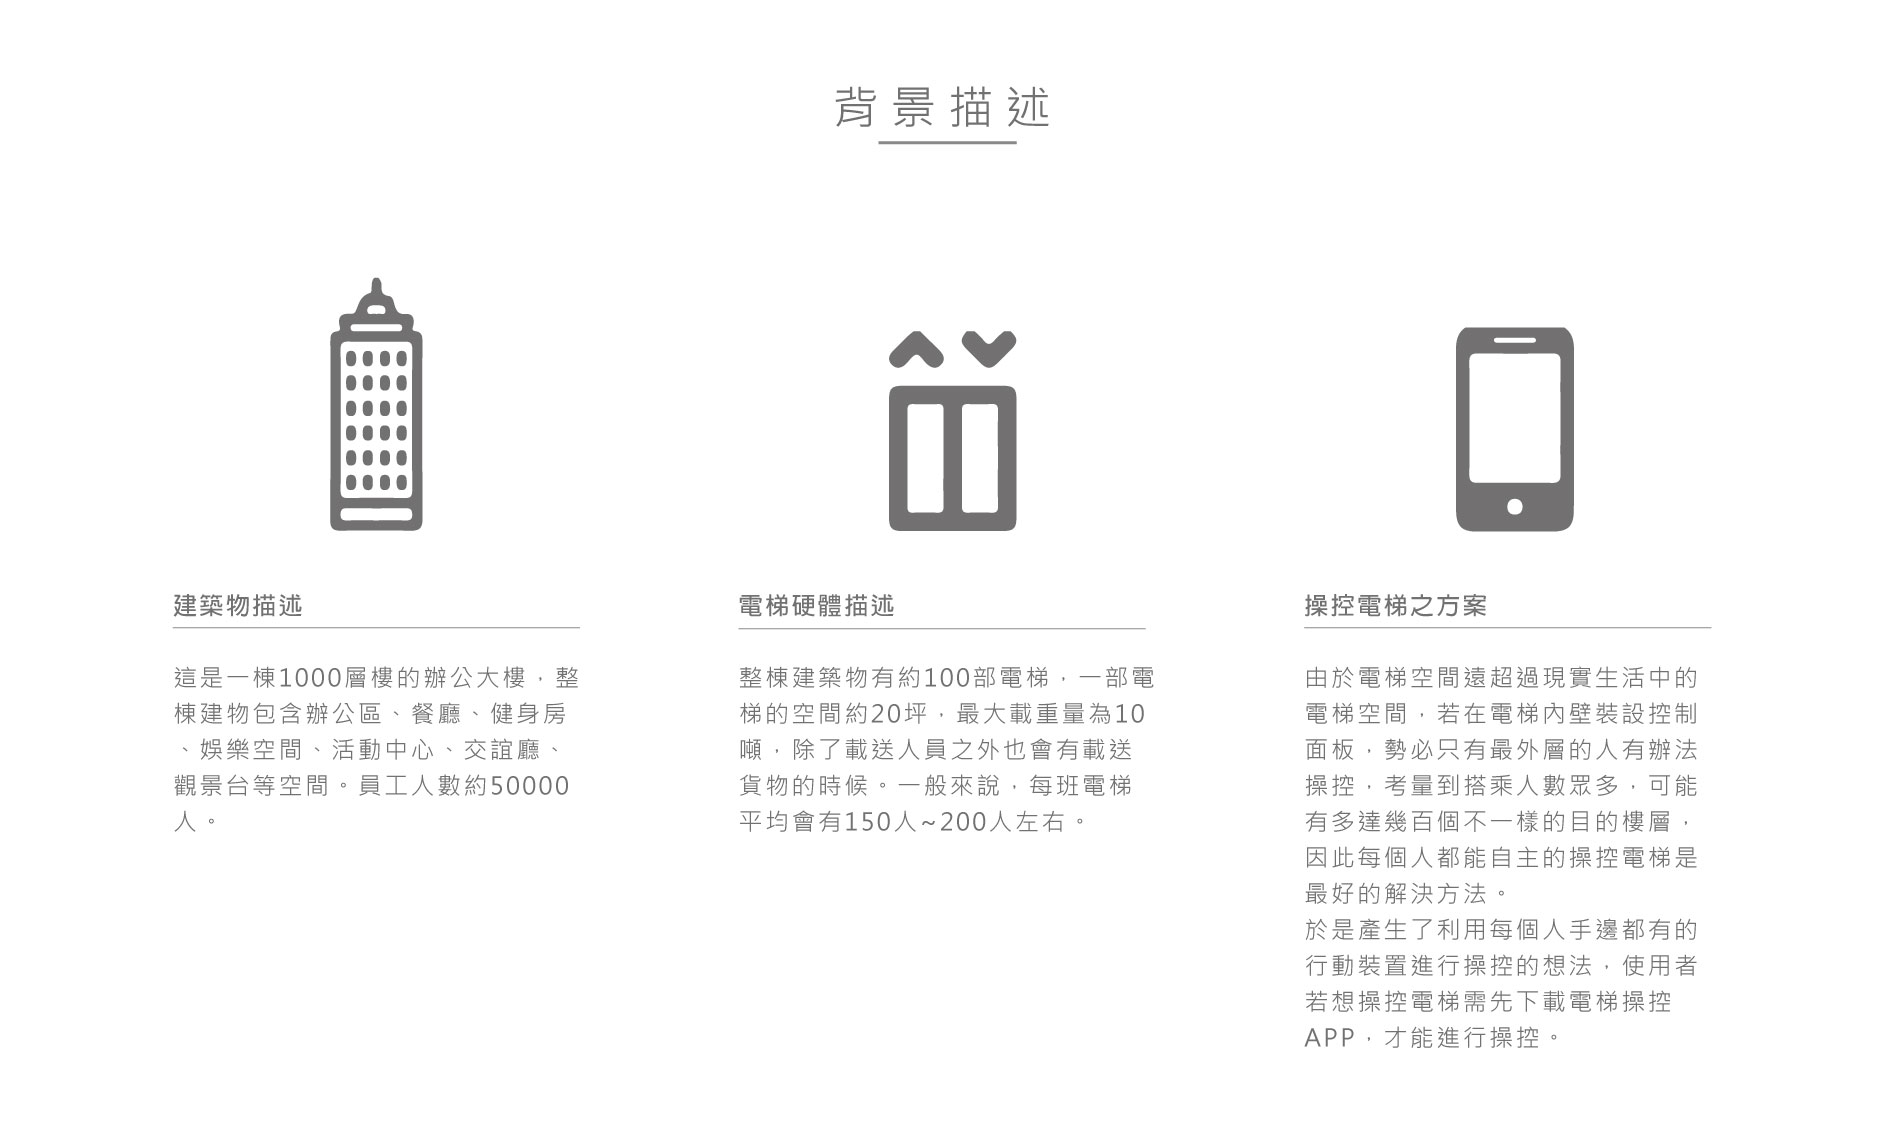 背景描述
建築物描述
這是一棟1000層樓的辦公大樓，整
棟建物包含辦公區、餐廳、健身房
、娛樂空間、活動中心、交誼廳、
觀景台等空間。員工人數約50000
人。
電梯硬體描述
整棟建築物有約100部電梯，一部電
梯的空間約20坪，最大載重量為10
噸，除了載送人員之外也會有載送
貨物的時候。一般來說，每班電梯
平均會有150人~200人左右。
操控電梯之方案
由於電梯空間遠超過現實生活中的
電梯空間，若在電梯內壁裝設控制
面板，勢必只有最外層的人有辦法
操控，考量到搭乘人數眾多，可能
有多達幾百個不一樣的目的樓層，
因此每個人都能自主的操控電梯是
最好的解決方法。
於是產生了利用每個人手邊都有的
行動裝置進行操控的想法，使用者
若想操控電梯需先下載電梯操控
APP，才能進行操控。